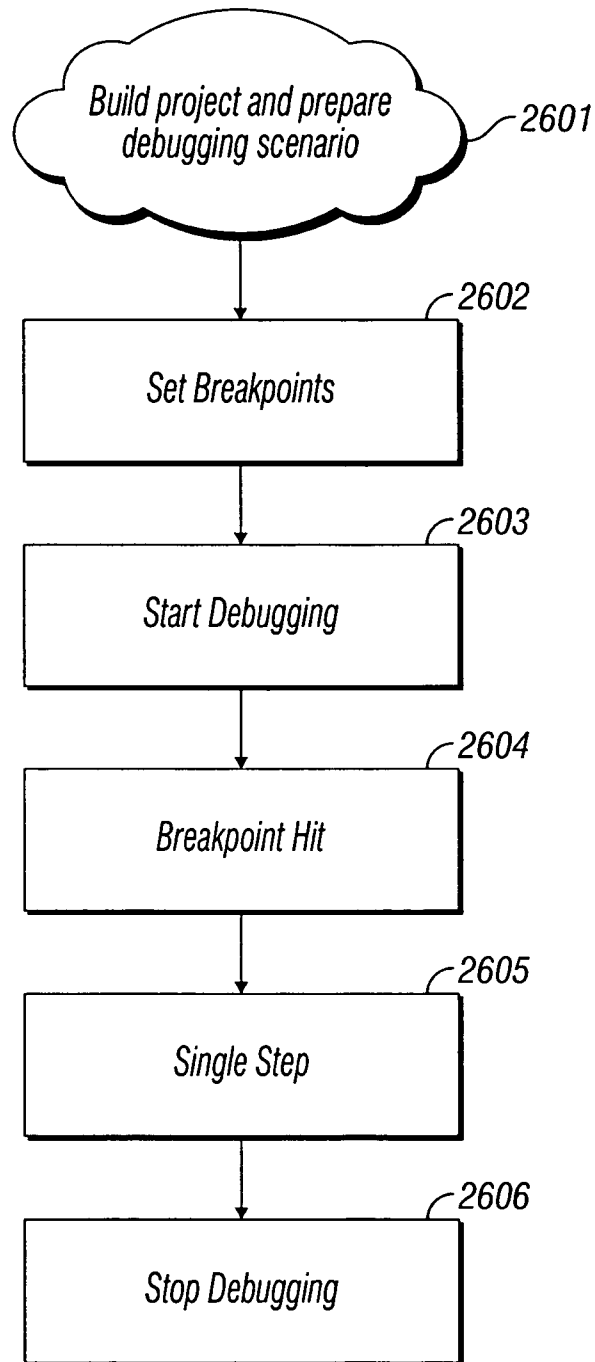 Build project and prepare
debugging scenario
2601
2602
Set Breakpoints
2603
Start Debugging
2604
Breakpoint Hit
2605
Single Step
2606
Stop Debugging